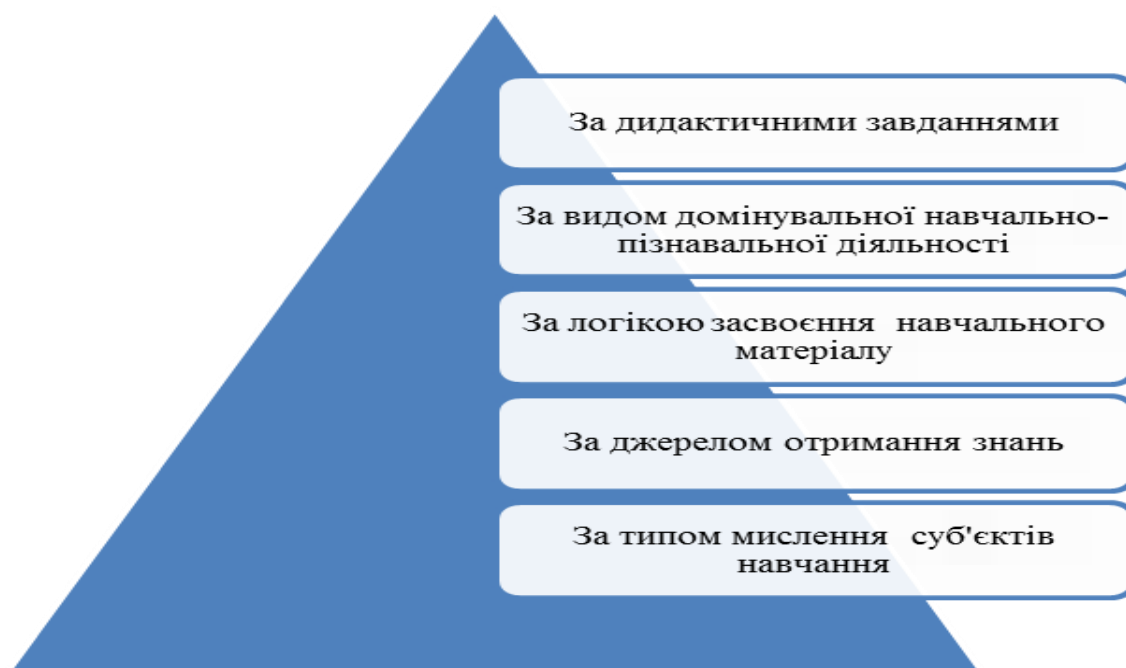 За дидактичними завданнями
За видом домінувальної навчально-
пізнавальної діяльності
За логікою засвоєння навчального
матеріалу
За джерелом отримання знань
За типом мислення суб'єктів
навчання